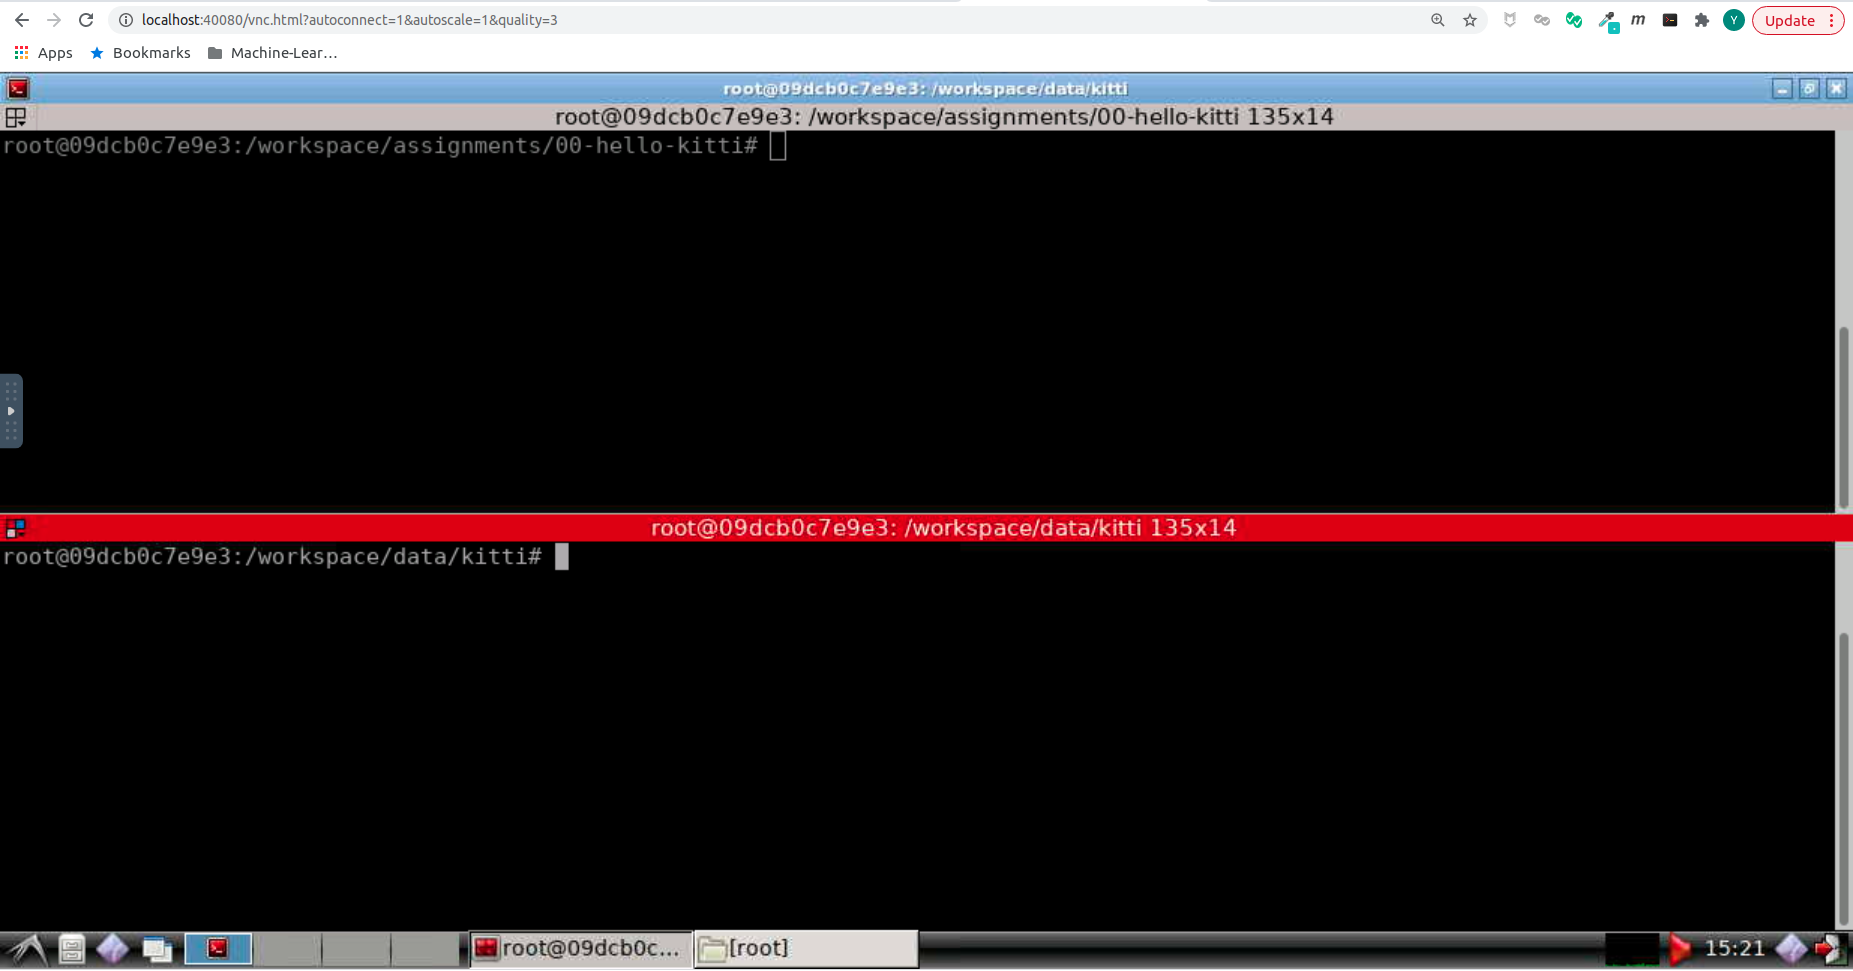 localhost:40080/vnc.html?autoconnect=1&autoscale=1&quality=3
m
Y
Update
Apps
Bookmarks
Machine-Lear…
root@09dcb0c7e9e3: /workspace/data/kitti
root@09dcb0c7e9e3: /workspace/assignments/00-hello-kitti 135x14
root@09dcb0c7e9e3:/workspace/assignments/00-hello-kitti#
root@09dcb0c7e9e3: /workspace/data/kitti 135x14
root@09dcb0c7e9e3:/workspace/data/kitti#
root@09dcb0c...
[root]
15:21